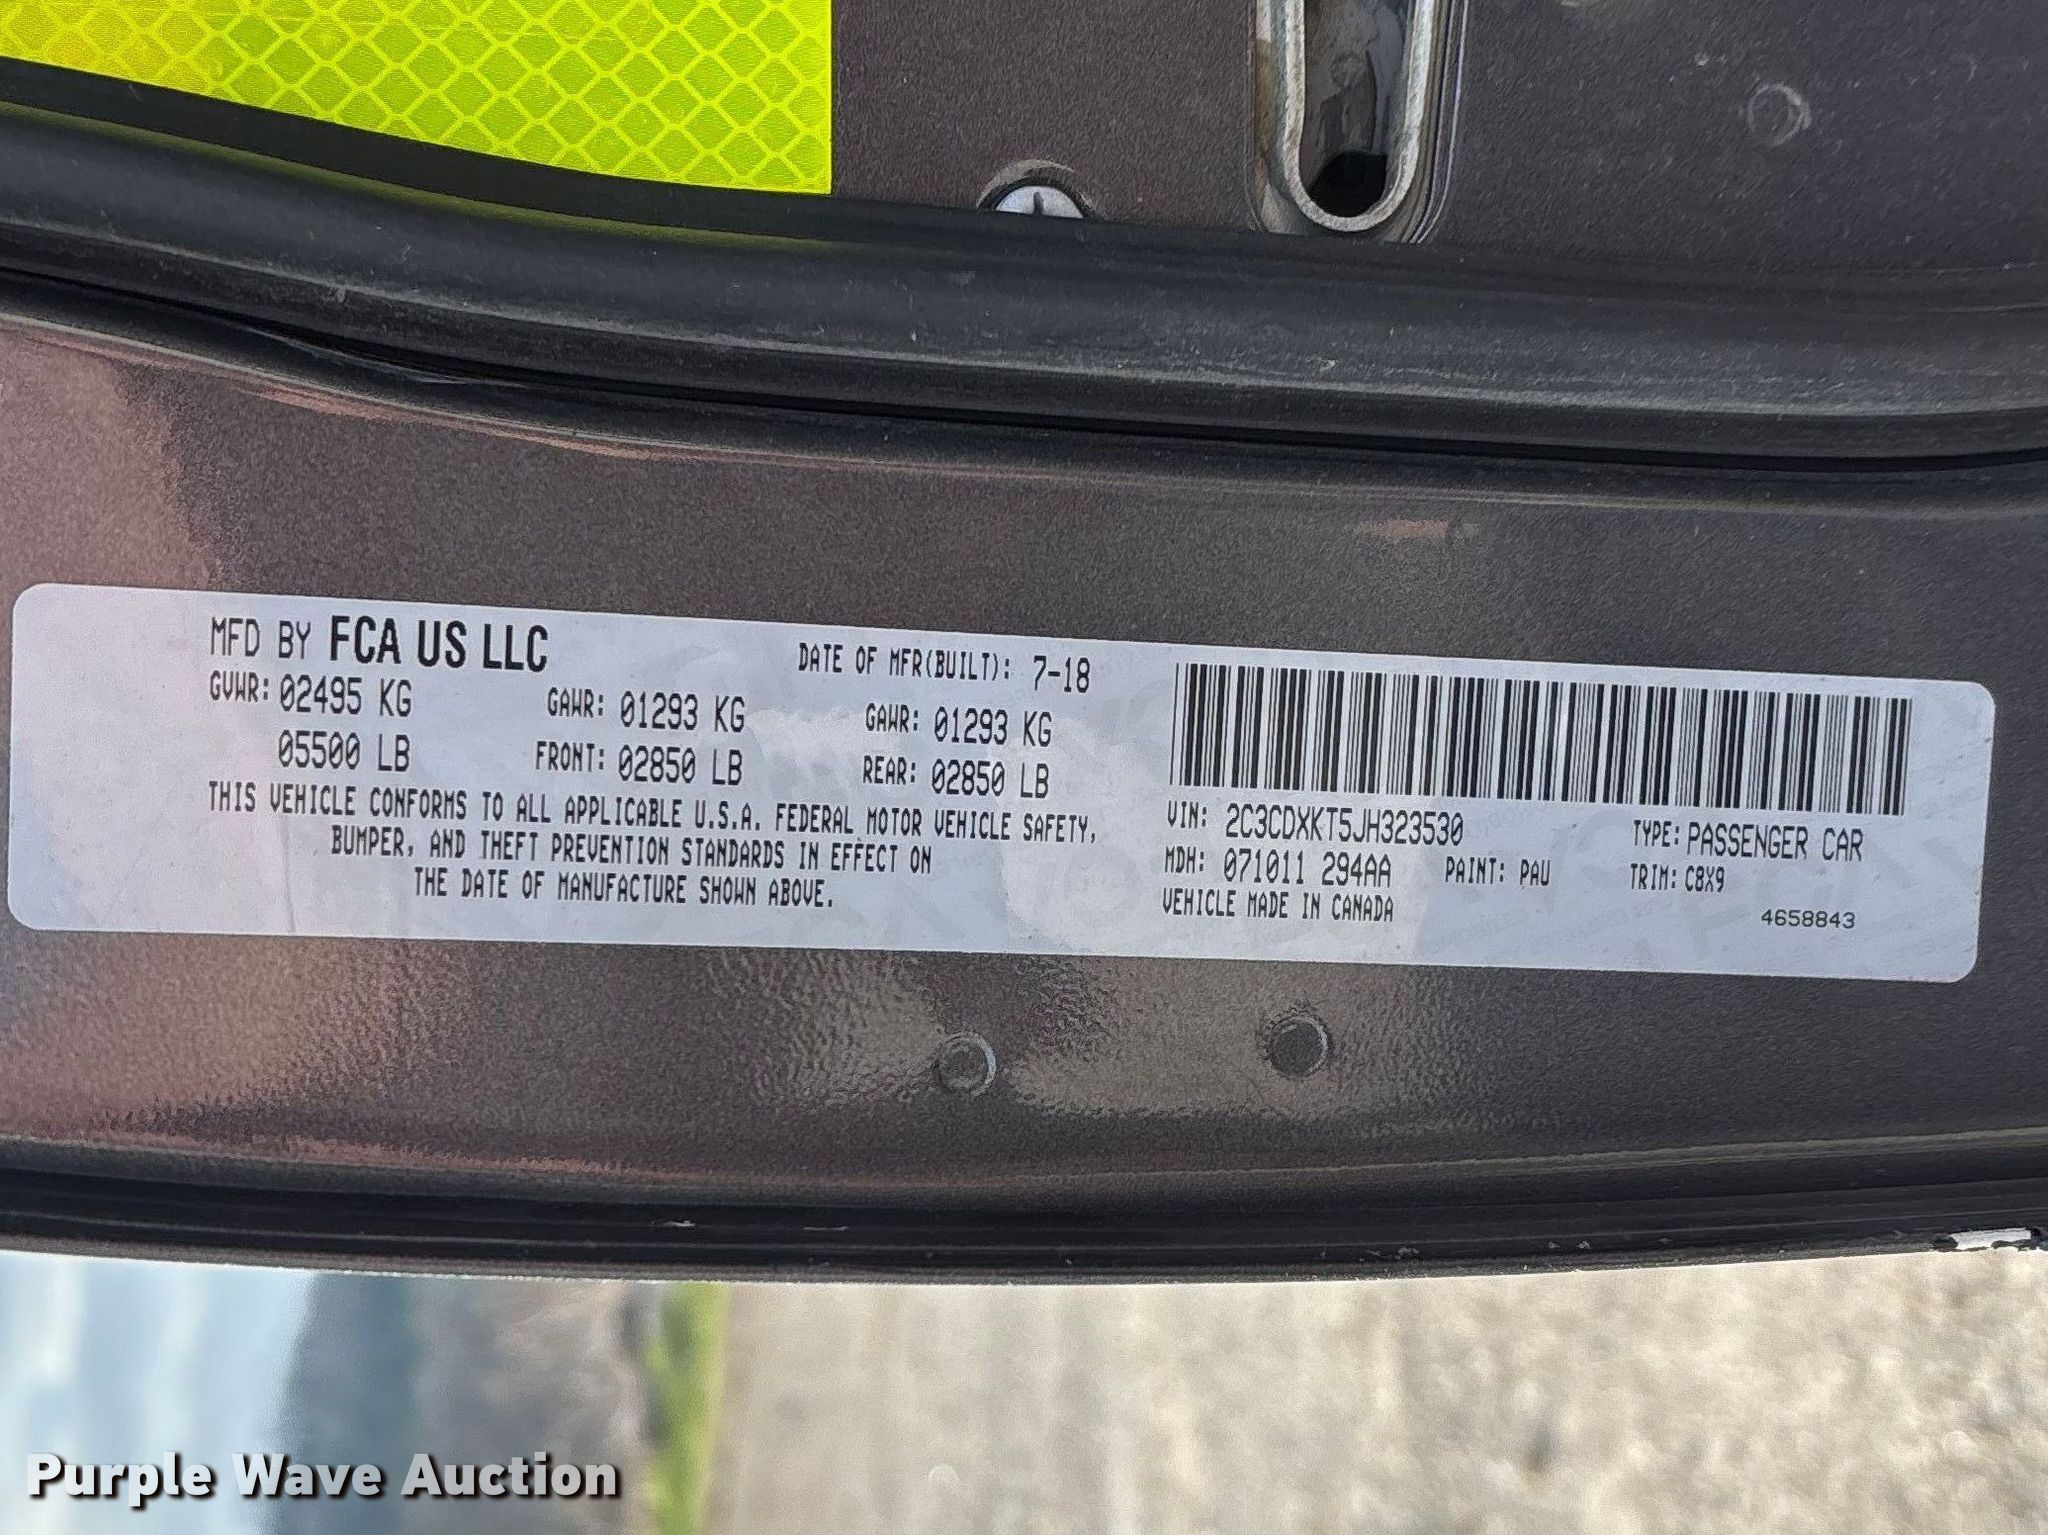 MFD BY FCA US LLC
DATE OF MFR(BUILT): 7-18
GVWR: 02495 KG
05500 LB
GAWR: 01293 KG
FRONT: 02850 LB
GAWR: 01293 KG
REAR: 02850 LB
THIS VEHICLE CONFORMS TO ALL APPLICABLE U.S.A. FEDERAL MOTOR VEHICLE SAFETY,
BUMPER, AND THEFT PREVENTION STANDARDS IN EFFECT ON
THE DATE OF MANUFACTURE SHOWN ABOVE.
VIN: 2C3CDXKT5JH323530
TYPE: PASSENGER CAR
MDH: 071011 294AA
PAINT: PAU
TRIM: C8X9
VEHICLE MADE IN CANADA
4658843
Purple Wave Auction